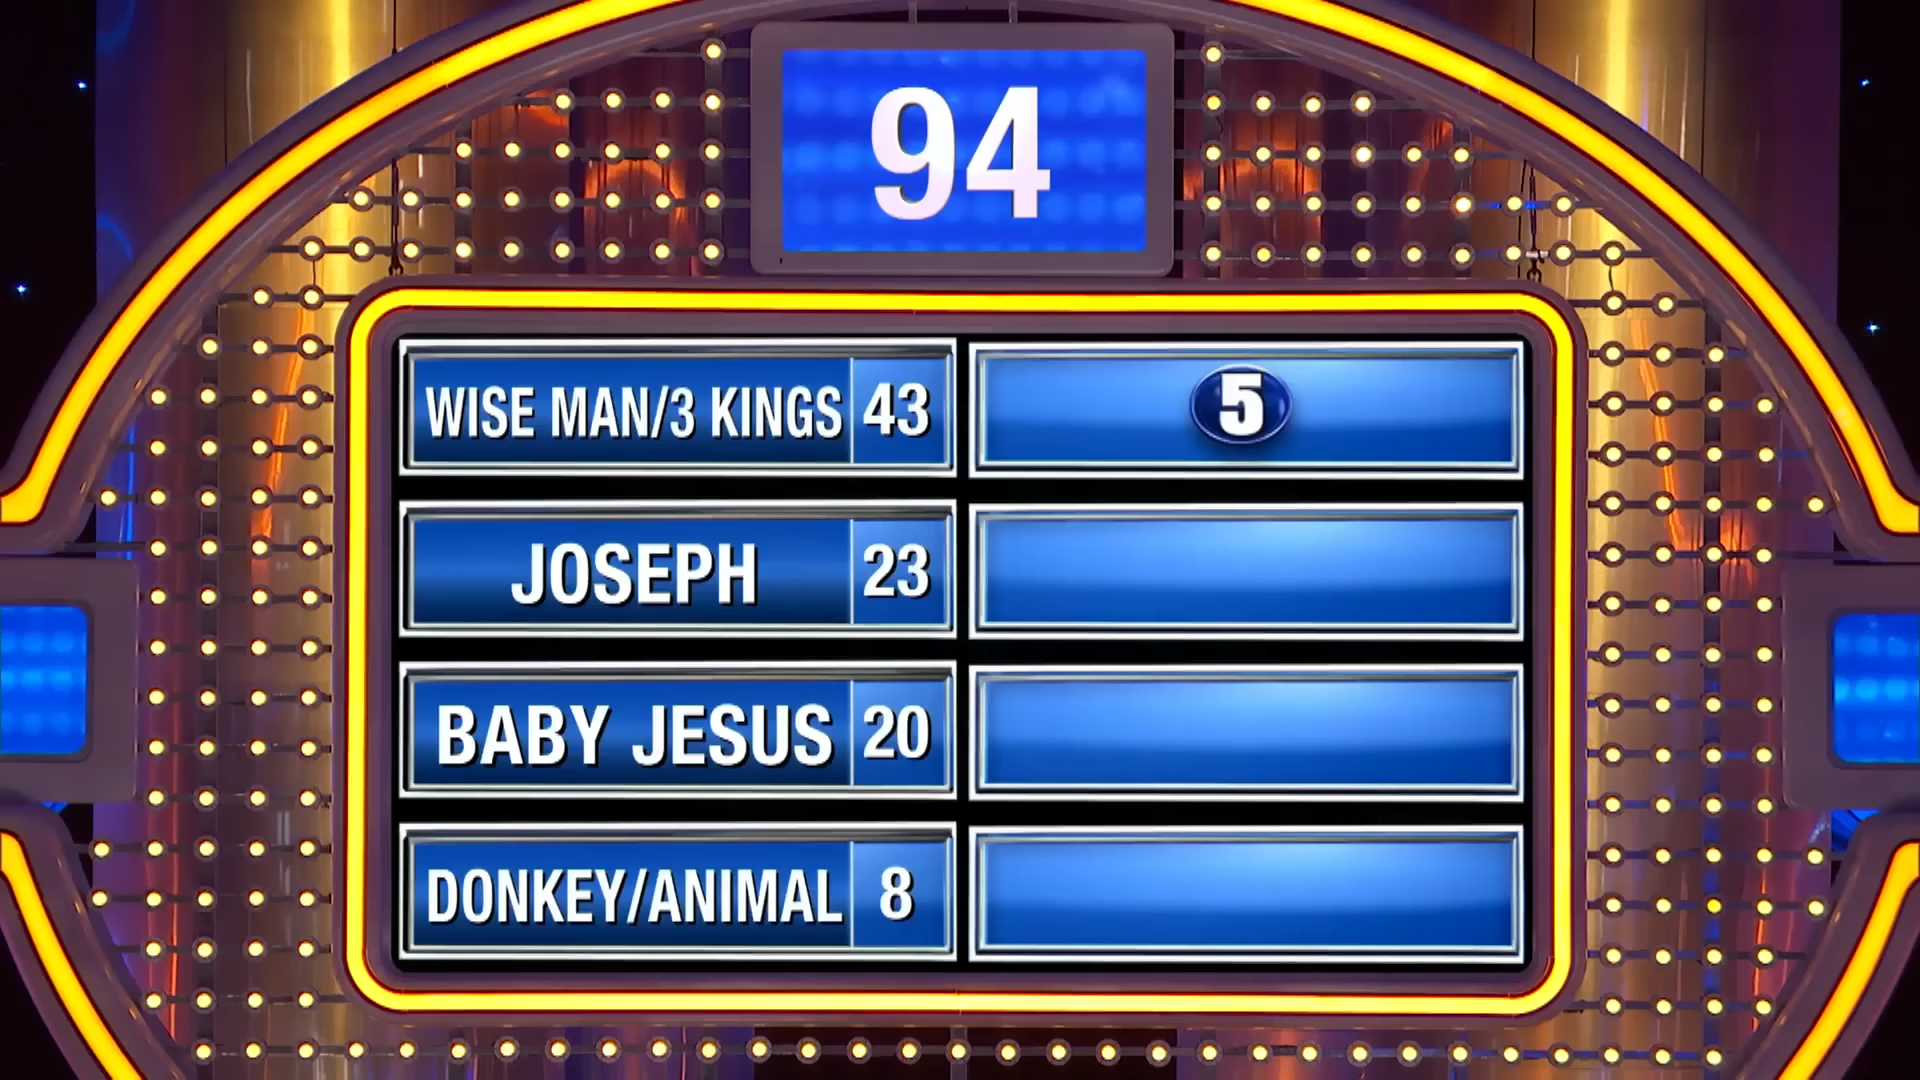 94
WISE MAN/3 KINGS 43
5
JOSEPH 23
BABY JESUS 20
DONKEY/ANIMAL 8